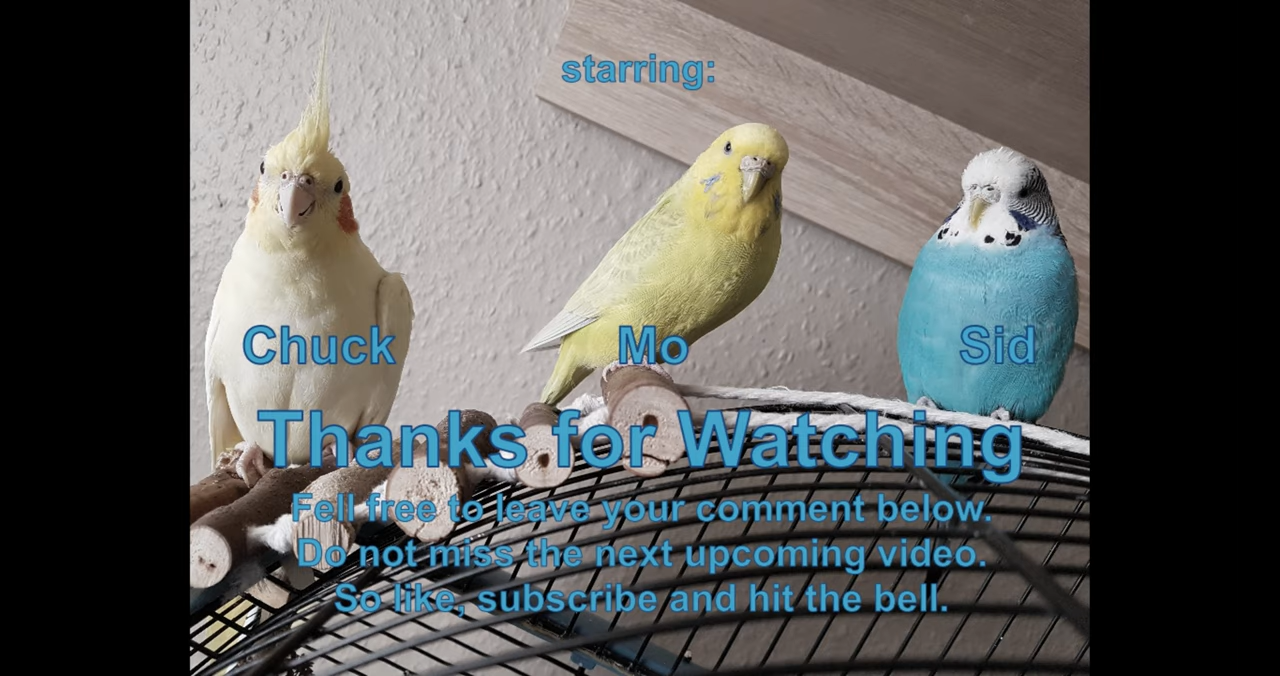 starring:
Chuck Mo Sid
Thanks for Watching
Fell free to leave your comment below.
Do not miss the next upcoming video.
So like, subscribe and hit the bell.